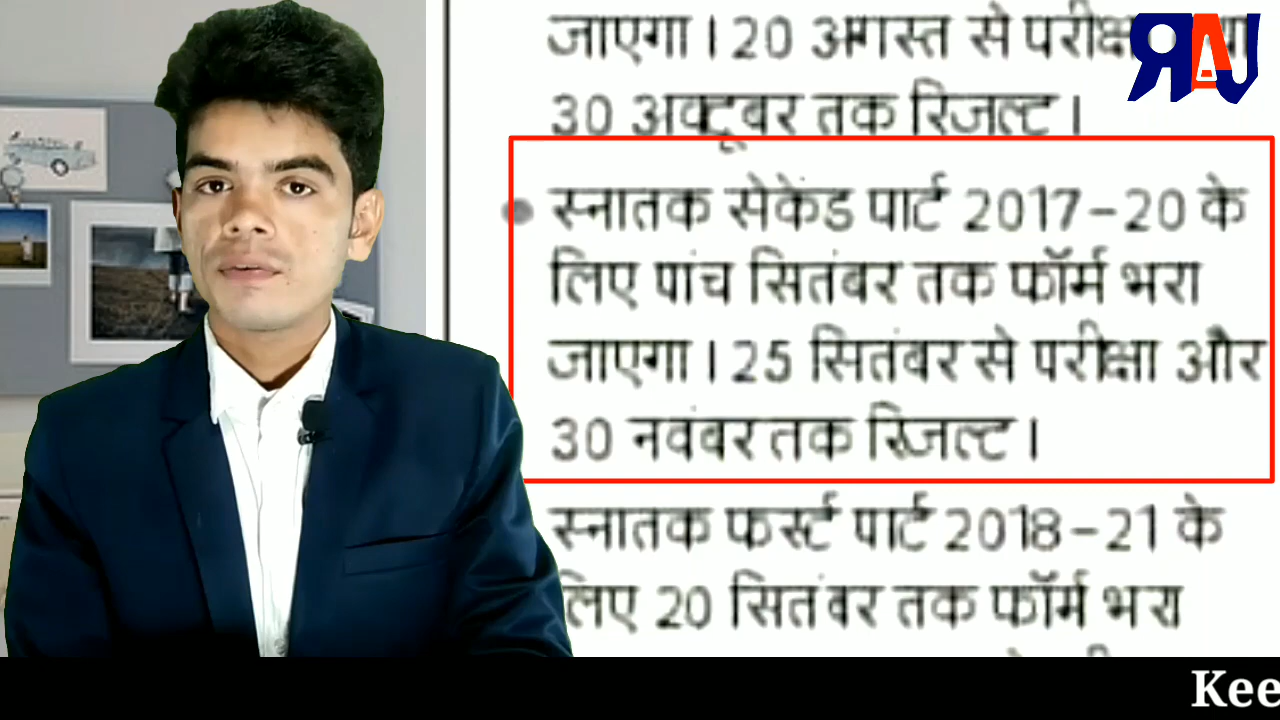 जाएगा । 20 अगस्त से परीक्षा
30 अक्टूबर तक रिजल्ट ।
स्नातक सेकेंड पार्ट 2017-20 के
लिए पांच सितंबर तक फॉर्म भरा
जाएगा । 25 सितंबर से परीक्षा और
30 नवंबर तक रिजल्ट ।
स्नातक फर्स्ट पार्ट 2018-21 के
लिए 20 सितंबर तक फॉर्म भरा
Kee